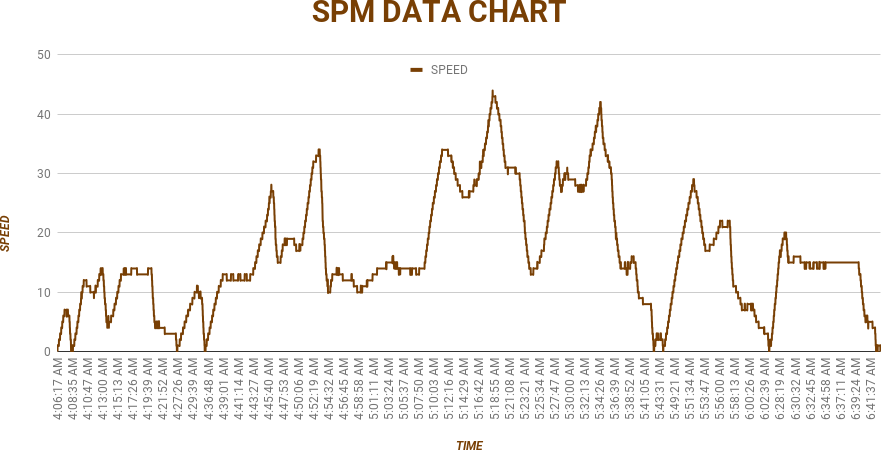 SPM DATA CHART
SPEED
50
40
30
20
10
0
SPEED
4:06:17 AM
4:08:35 AM
4:10:47 AM
4:13:00 AM
4:15:13 AM
4:17:26 AM
4:19:39 AM
4:21:52 AM
4:27:26 AM
4:29:39 AM
4:36:48 AM
4:39:01 AM
4:41:14 AM
4:43:27 AM
4:45:40 AM
4:47:53 AM
4:50:06 AM
4:52:19 AM
4:54:32 AM
4:56:45 AM
4:58:58 AM
5:01:11 AM
5:03:24 AM
5:05:37 AM
5:07:50 AM
5:10:03 AM
5:12:16 AM
5:14:29 AM
5:16:42 AM
5:18:55 AM
5:21:08 AM
5:23:21 AM
5:25:34 AM
5:27:47 AM
5:30:00 AM
5:32:13 AM
5:34:26 AM
5:36:39 AM
5:38:52 AM
5:41:05 AM
5:43:31 AM
5:49:21 AM
5:51:34 AM
5:53:47 AM
5:56:00 AM
5:58:13 AM
6:00:26 AM
6:02:39 AM
6:28:19 AM
6:30:32 AM
6:32:45 AM
6:34:58 AM
6:37:11 AM
6:39:24 AM
6:41:37 AM
TIME